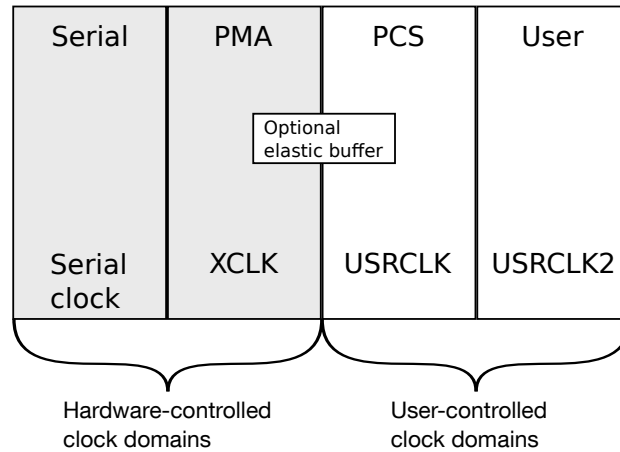 Serial PMA PCS User
Optional
elastic buffer
Serial
clock XCLK USRCLK USRCLK2
Hardware-controlled
clock domains
User-controlled
clock domains